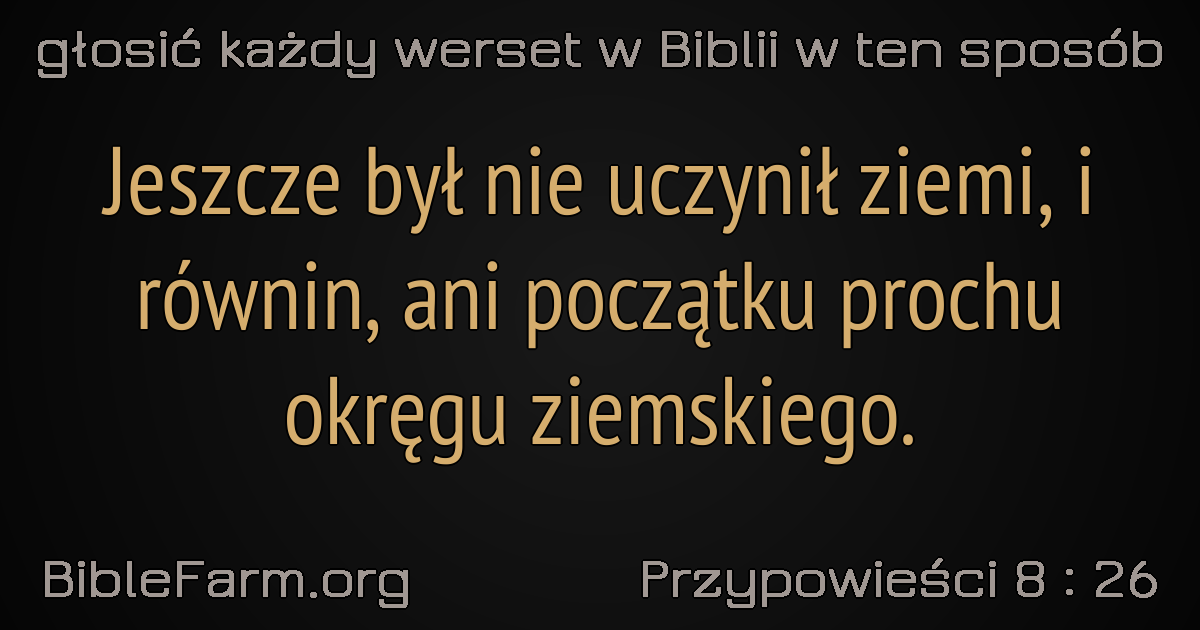 głosić każdy werset w Biblii w ten sposób
Jeszcze był nie uczynił ziemi, i
równin, ani początku prochu
okręgu ziemskiego.
BibleFarm.org
Przypowieści 8 : 26